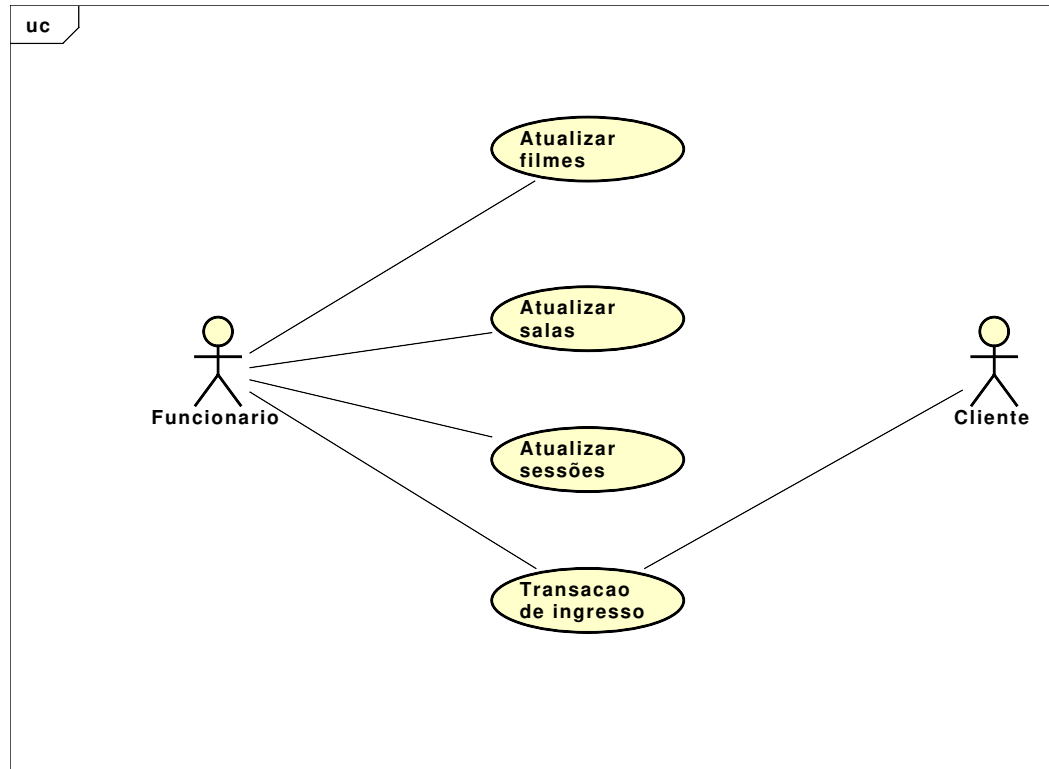 uc
Atualizar
filmes
Atualizar
salas
Funcionario
Cliente
Atualizar
sessões
Transacao
de ingresso